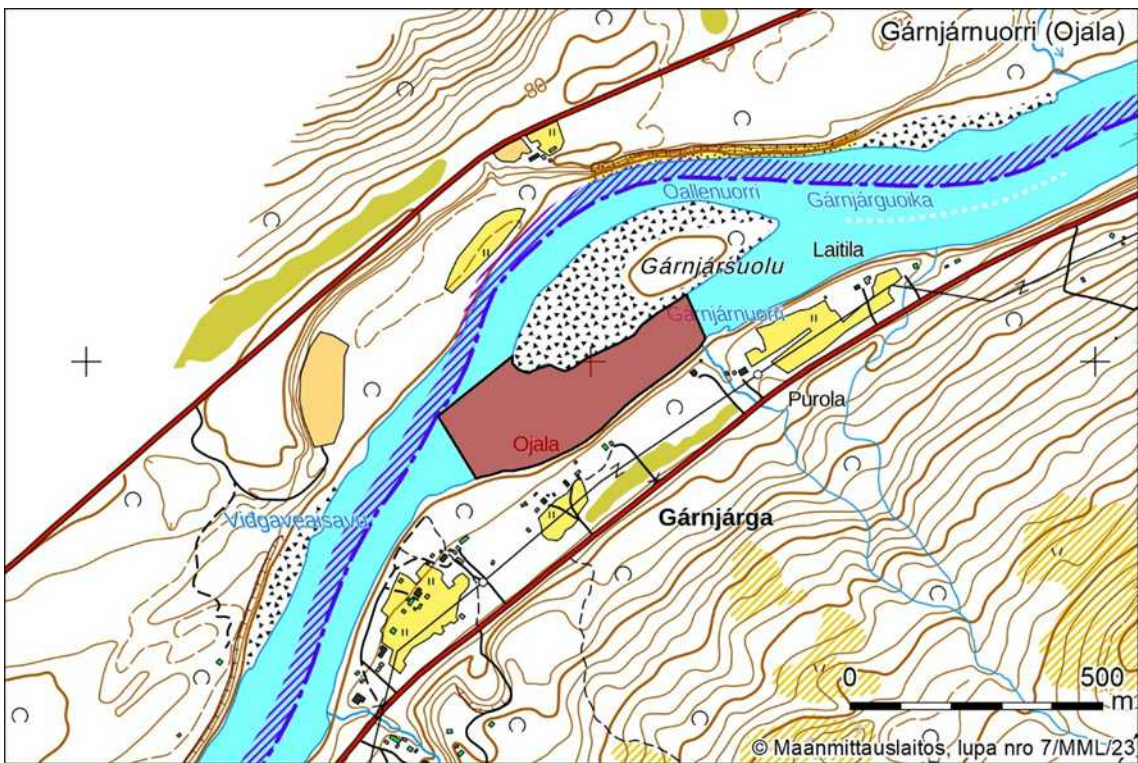 Gárnjárnuorri (Ojala)
80
Oallenuorri
Gárnjárguoika
Laitila
Gárnjársuolu
Gárnjárnuorri
Purola
Ojala
Vidgaveaisavu
Gárnjárga
0 500
m
© Maanmittauslaitos, lupa nro 7/MML/23